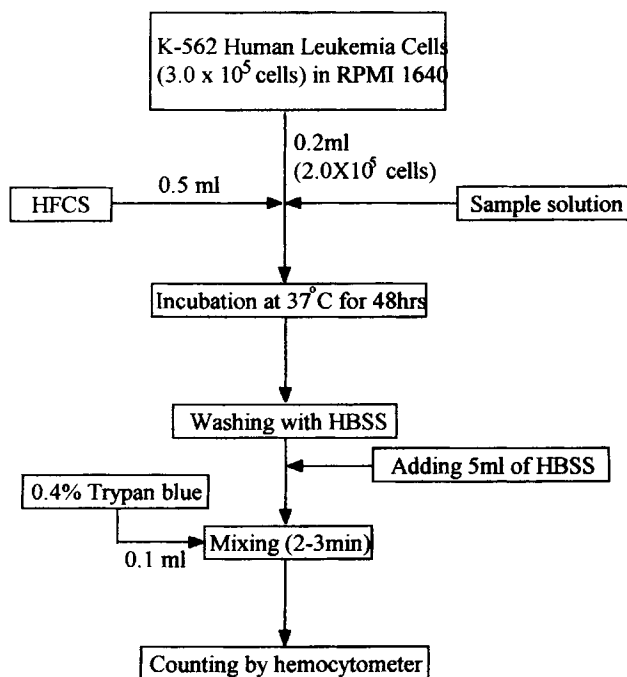 K-562 Human Leukemia Cells
(3.0 x 10⁵ cells) in RPMI 1640
0.2ml
(2.0X10⁵ cells)
0.5 ml
HFCS
Sample solution
Incubation at 37°C for 48hrs
Washing with HBSS
Adding 5ml of HBSS
0.4% Trypan blue
Mixing (2-3min)
0.1 ml
Counting by hemocytometer